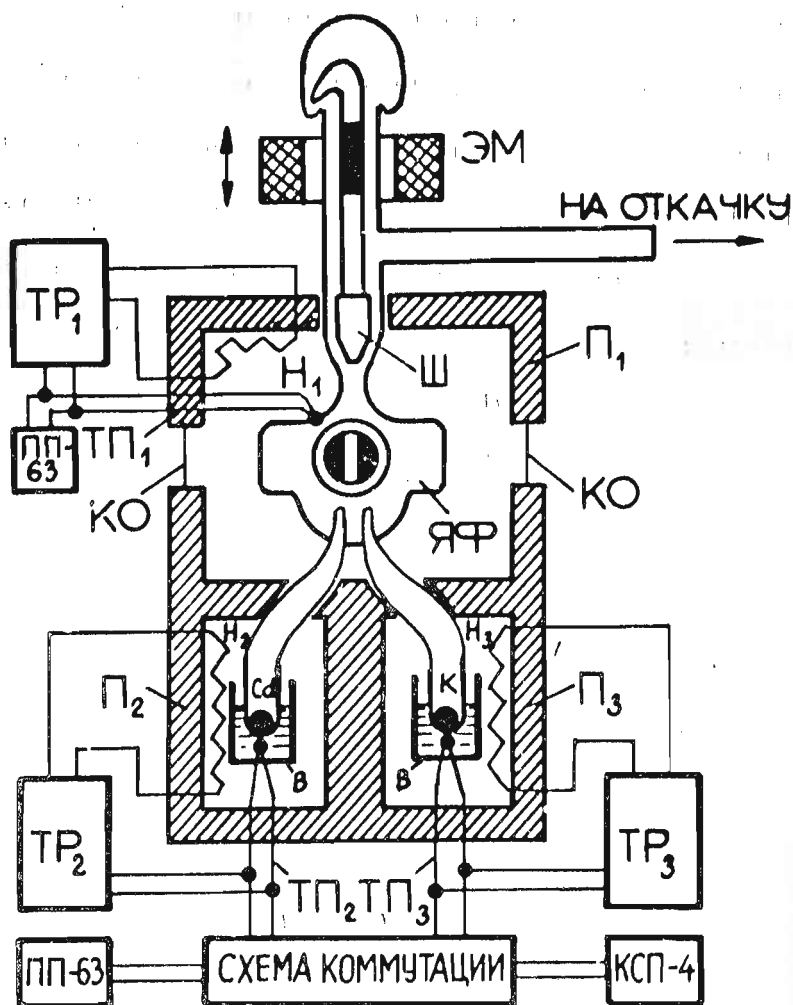 ЭМ
НА ОТКАЧКУ
ТР₁
Н₁
Ш
П₁
ПП-63
ТП₁
КО
КО
ЯФ
Н₂
Н₃
П₂
Cd
К
П₃
В
В
ТР₂
ТР₃
ТП₂ ТП₃
ПП-63
СХЕМА КОММУТАЦИИ
КСП-4